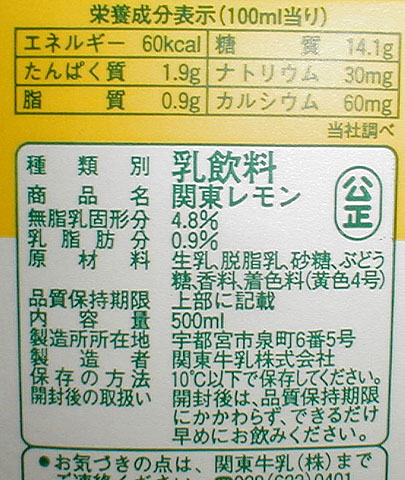 栄養成分表示(100ml当り)
エネルギー 60kcal 糖質 14.1g
たんぱく質 1.9g ナトリウム 30mg
脂質 0.9g カルシウム 60mg
当社調べ
種類別 乳飲料
商品名 関東レモン
公正
無脂乳固形分 4.8%
乳脂肪分 0.9%
原材料 生乳、脱脂乳、砂糖、ぶどう
糖、香料、着色料(黄色4号)
品質保持期限 上部に記載
内容量 500ml
製造所所在地 宇都宮市泉町6番5号
製造者 関東牛乳株式会社
保存の方法 10℃以下で保存してください。
開封後の取扱い 開封後は、品質保持期限
にかかわらず、できるだけ
早めにお飲みください。
●お気づきの点は、関東牛乳(株)まで
ご連絡ください